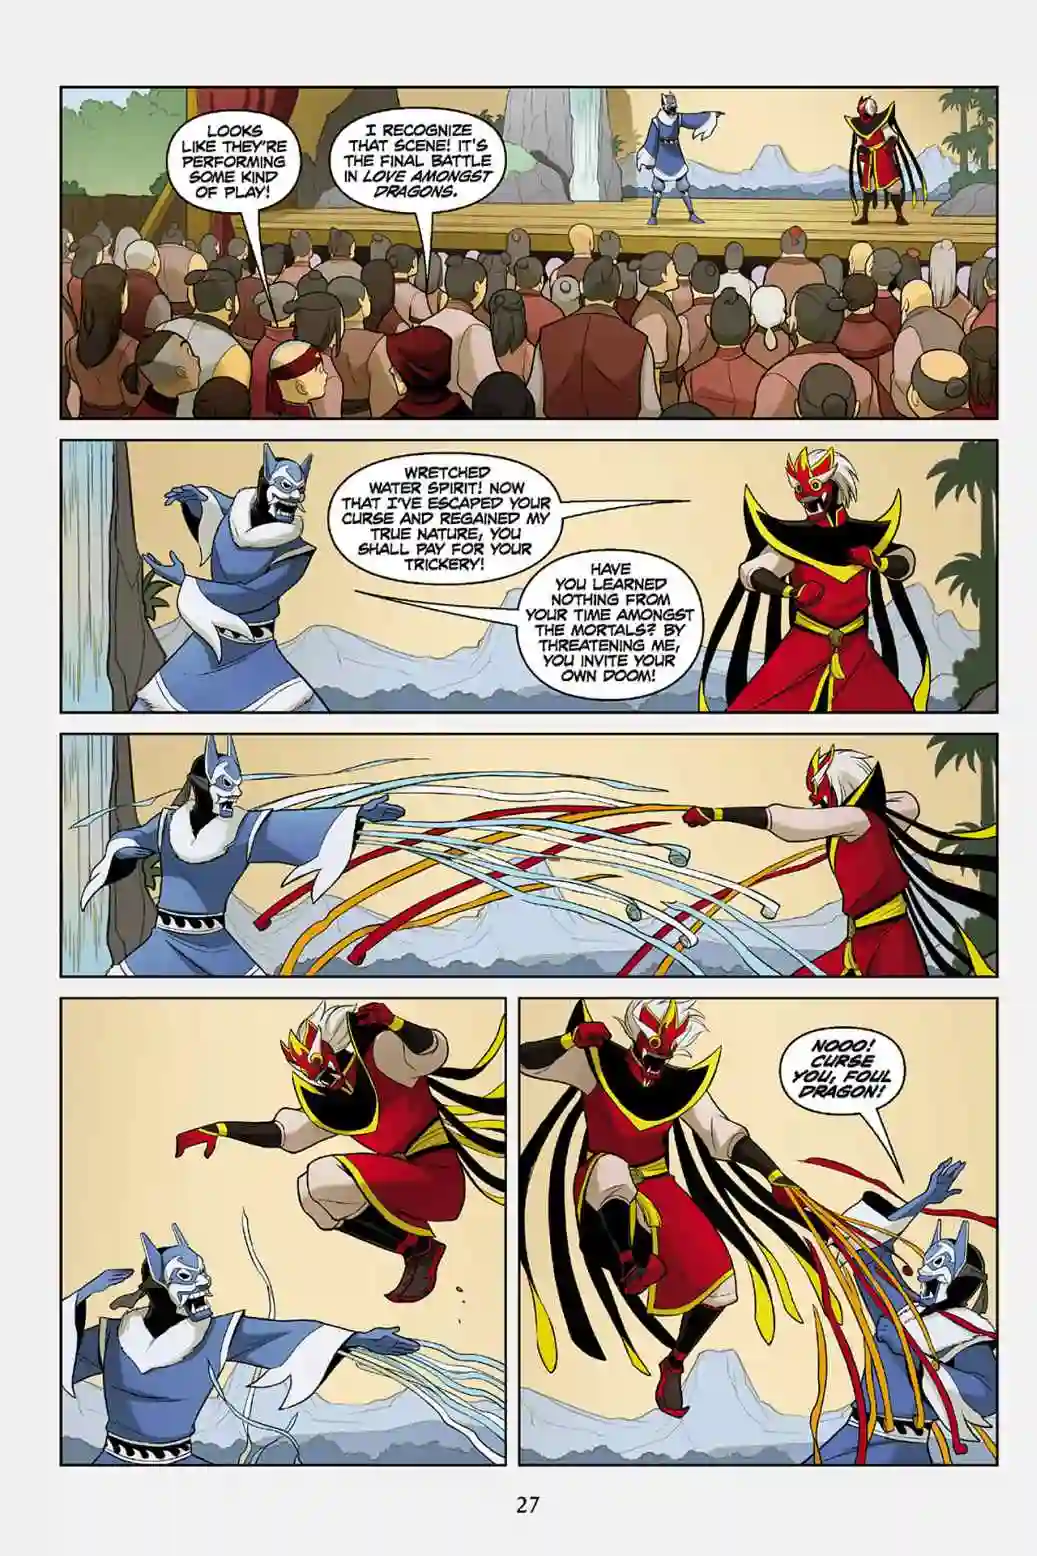 LOOKS
LIKE THEY'RE
PERFORMING
SOME KIND
OF PLAY!
I RECOGNIZE
THAT SCENE! IT'S
THE FINAL BATTLE
IN LOVE AMONGST
DRAGONS.
WRETCHED
WATER SPIRIT! NOW
THAT I'VE ESCAPED YOUR
CURSE AND REGAINED MY
TRUE NATURE, YOU
SHALL PAY FOR YOUR
TRICKERY!
HAVE
YOU LEARNED
NOTHING FROM
YOUR TIME AMONGST
THE MORTALS? BY
THREATENING ME,
YOU INVITE YOUR
OWN DOOM!
NOOO!
CURSE
YOU, FOUL
DRAGON!
27